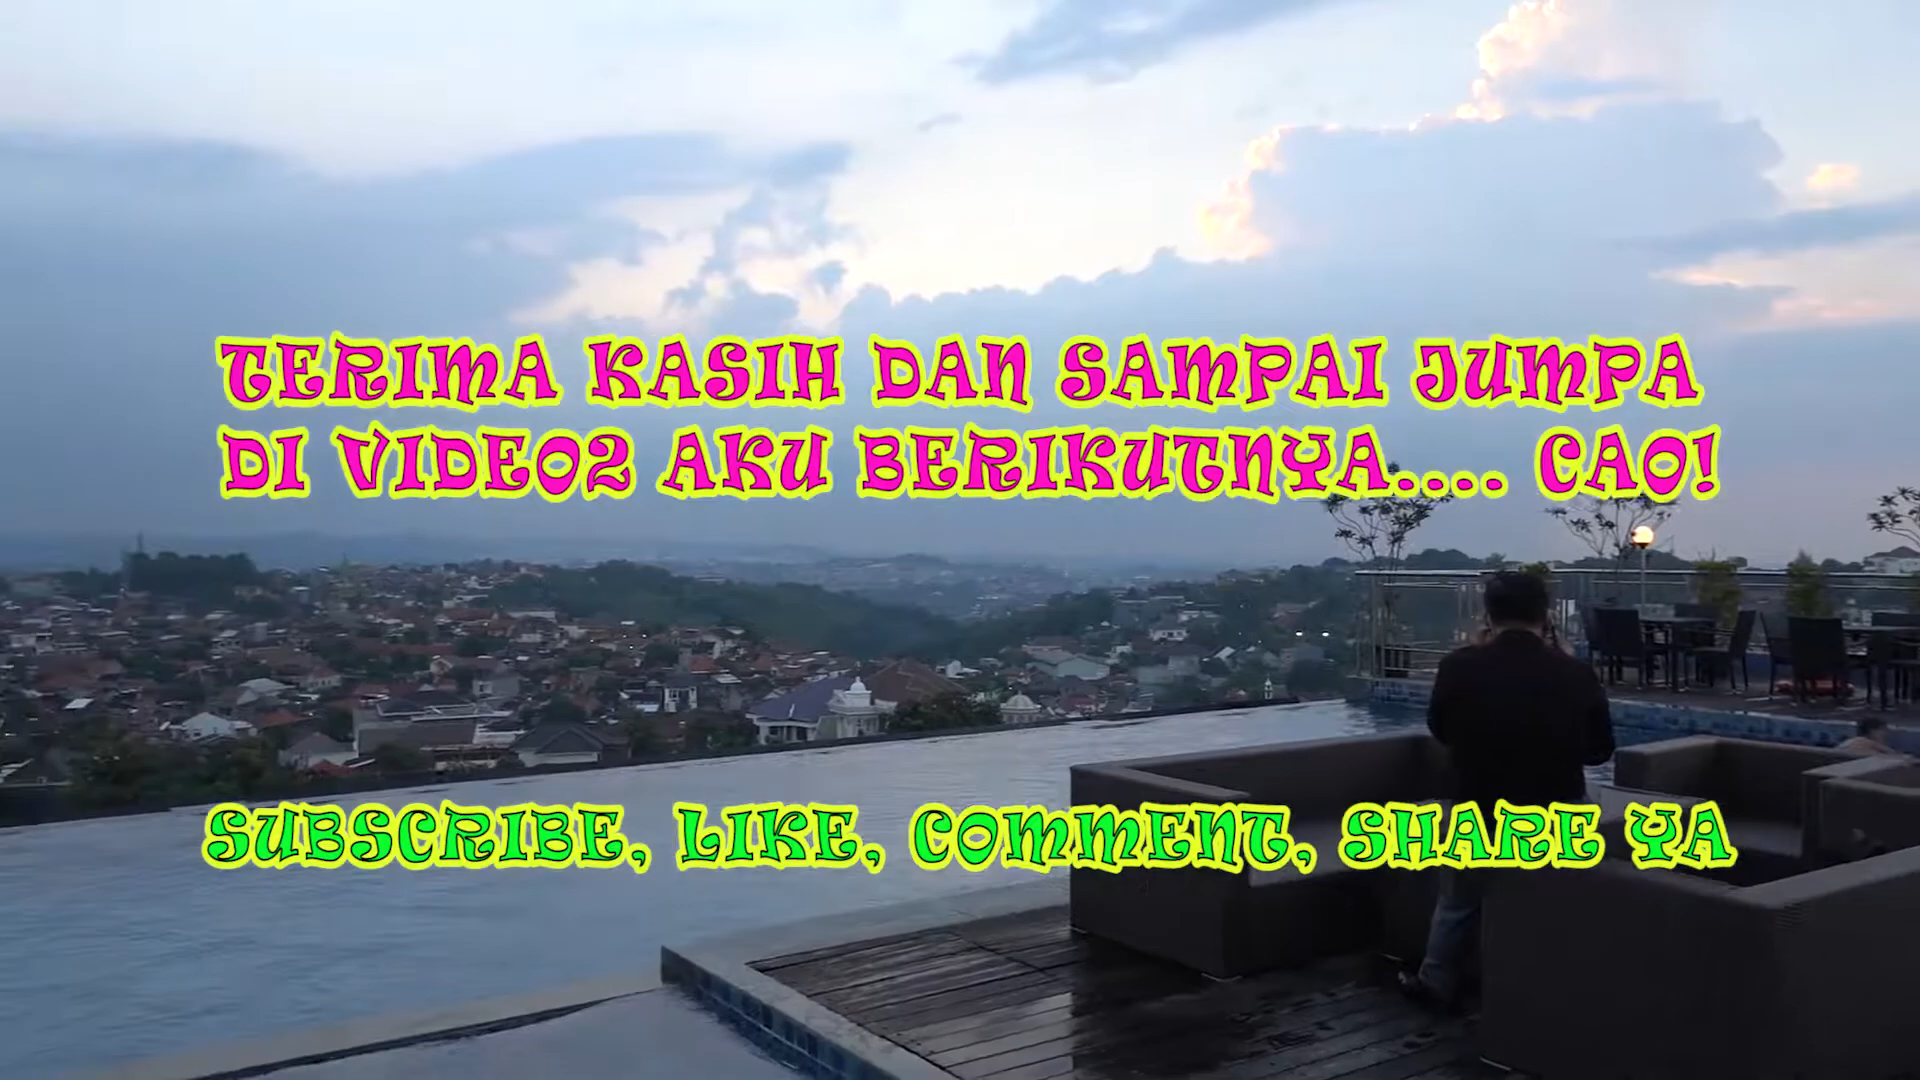 TERIMA KASIH DAN SAMPAI JUMPA
DI VIDEO2 AKU BERIKUTNYA.... CAO!
SUBSCRIBE, LIKE, COMMENT, SHARE YA